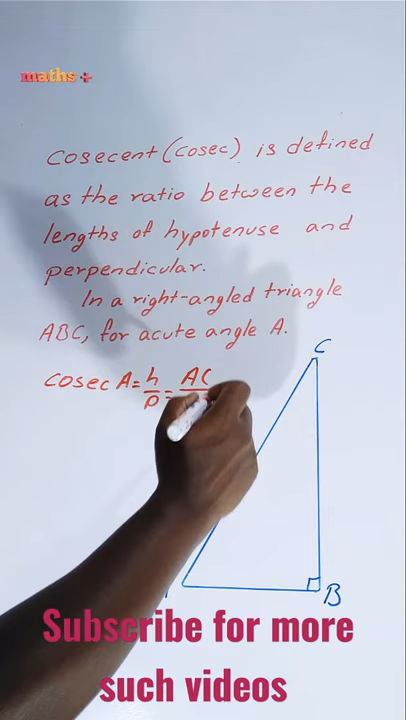 maths +
Cosecent (cosec) is defined
as the ratio between the
lengths of hypotenuse and
perpendicular.
In a right-angled triangle
ABC, for acute angle A.
C
cosec A = h/p = AC
B
Subscribe for more
such videos